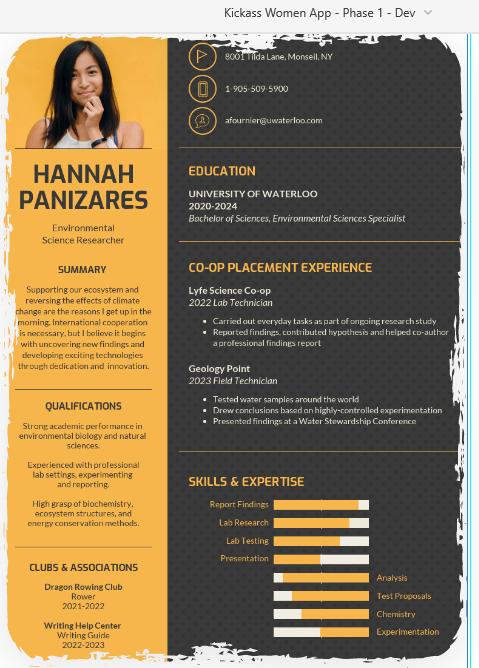 Kickass Women App - Phase 1 - Dev
HANNAH
PANIZARES
Environmental
Science Researcher
SUMMARY
Supporting our ecosystem and
reversing the effects of climate
change are the reasons I get up in the
morning. International cooperation
is necessary, but I believe it begins
with uncovering new findings and
developing exciting technologies
through dedication and innovation.
QUALIFICATIONS
Strong academic performance in
environmental biology and natural
sciences.
Experienced with professional
lab settings, experimenting
and reporting.
High grasp of biochemistry,
ecosystem structures, and
energy conservation methods.
CLUBS & ASSOCIATIONS
Dragon Rowing Club
Rower
2021-2022
Writing Help Center
Writing Guide
2022-2023
8001 Tilda Lane, Monseil, NY
1-905-509-5900
afournier@uwaterloo.com
EDUCATION
UNIVERSITY OF WATERLOO
2020-2024
Bachelor of Sciences, Environmental Sciences Specialist
CO-OP PLACEMENT EXPERIENCE
Lyfe Science Co-op
2022 Lab Technician
• Carried out everyday tasks as part of ongoing research study
• Reported findings, contributed hypothesis and helped co-author
a professional findings report
Geology Point
2023 Field Technician
• Tested water samples around the world
• Drew conclusions based on highly-controlled experimentation
• Presented findings at a Water Stewardship Conference
SKILLS & EXPERTISE
Report Findings
Lab Research
Lab Testing
Presentation
Analysis
Test Proposals
Chemistry
Experimentation